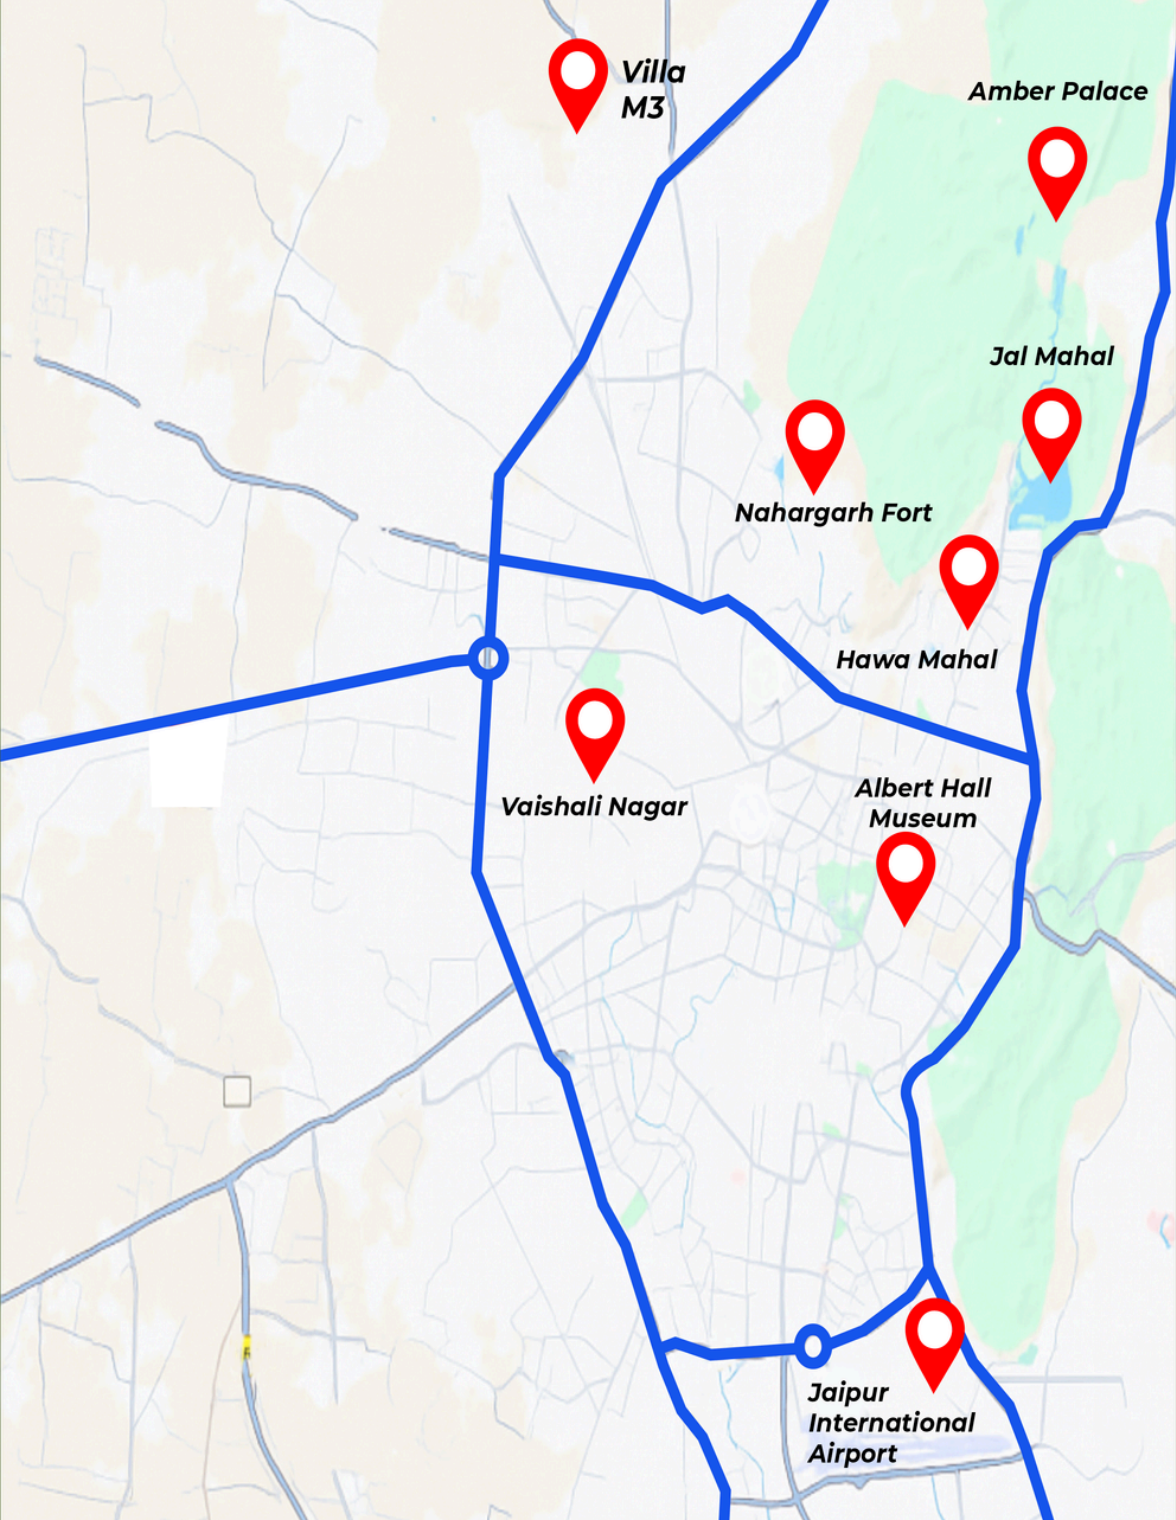 Villa
M3
Amber Palace
Jal Mahal
Nahargarh Fort
Hawa Mahal
Vaishali Nagar
Albert Hall
Museum
Jaipur
International
Airport